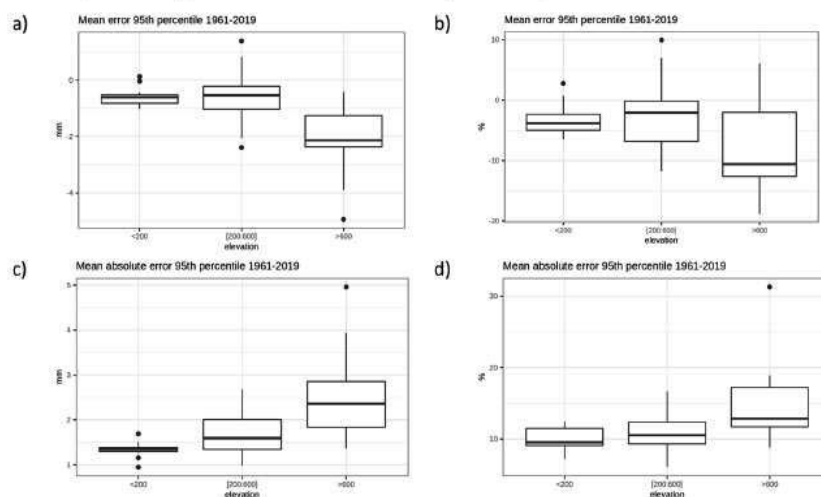 a)
Mean error 95th percentile 1961-2019
0
-2
-4
mm
<200
[200:600]
>600
elevation
b)
Mean error 95th percentile 1961-2019
10
0
-10
-20
%
<200
[200:600]
>600
elevation
c)
Mean absolute error 95th percentile 1961-2019
5
4
3
2
1
mm
<200
[200:600]
>600
elevation
d)
Mean absolute error 95th percentile 1961-2019
30
20
10
%
<200
[200:600]
>600
elevation